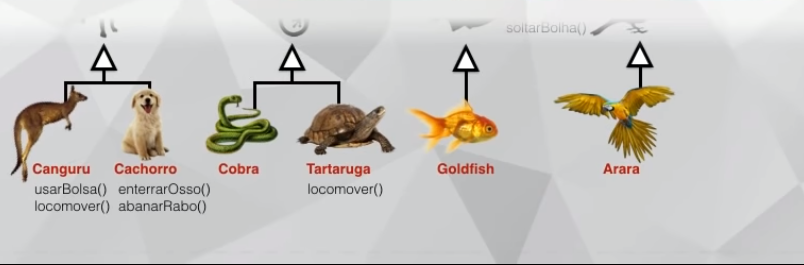 soltarBolha()
Canguru
usarBolsa()
locomover()
Cachorro
enterrarOsso()
abanarRabo()
Cobra
Tartaruga
locomover()
Goldfish
Arara